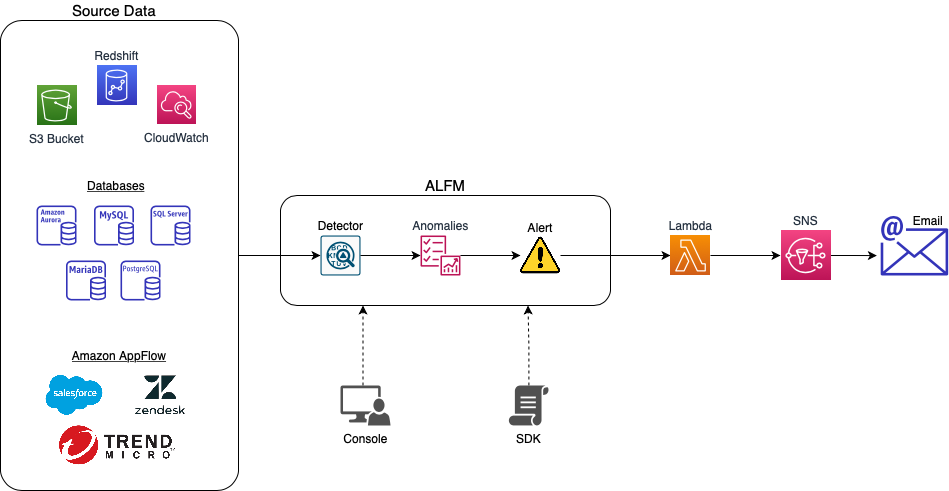 Source Data
Redshift
S3 Bucket
CloudWatch
Databases
Amazon
Aurora
MySQL
SQL Server
MariaDB
PostgreSQL
Amazon AppFlow
salesforce
zendesk
TREND
MICRO
ALFM
Detector
Anomalies
Alert
Console
SDK
Lambda
SNS
@
Email